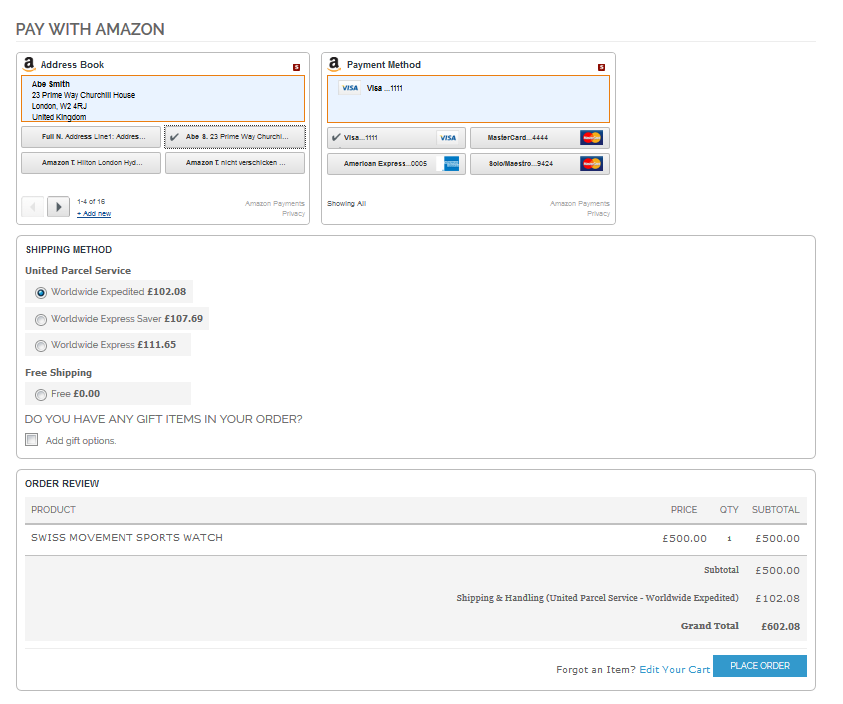 PAY WITH AMAZON
a Address Book
Abe Smith
23 Prime Way Churchill House
London, W2 4RJ
United Kingdom
Full N. Address Line1: Addres...
Abe S. 23 Prime Way Churchi...
Amazon T. Hilton London Hyd...
Amazon T. nicht verschicken ...
1-4 of 16
+ Add new
Amazon Payments
Privacy
a Payment Method
VISA Visa ...1111
Visa...1111 VISA
MasterCard...4444 MasterCard
American Express...0005
Solo/Maestro...9424 MasterCard
Showing All
Amazon Payments
Privacy
SHIPPING METHOD
United Parcel Service
Worldwide Expedited £102.08
Worldwide Express Saver £107.69
Worldwide Express £111.65
Free Shipping
Free £0.00
DO YOU HAVE ANY GIFT ITEMS IN YOUR ORDER?
Add gift options.
ORDER REVIEW
PRODUCT PRICE QTY SUBTOTAL
SWISS MOVEMENT SPORTS WATCH £500.00 1 £500.00
Subtotal £500.00
Shipping & Handling (United Parcel Service - Worldwide Expedited) £102.08
Grand Total £602.08
Forgot an Item? Edit Your Cart PLACE ORDER